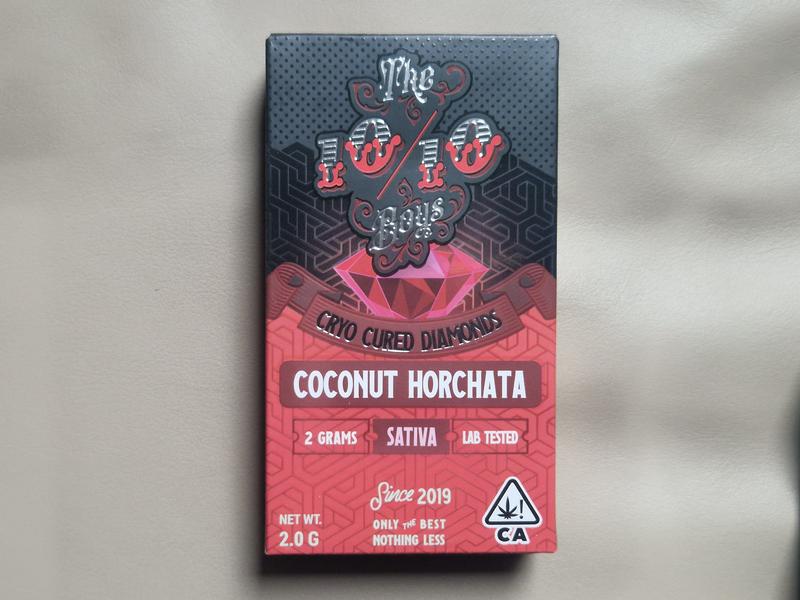 The
10/10
Boys
Co
CRYO CURED DIAMONDS
COCONUT HORCHATA
2 GRAMS SATIVA LAB TESTED
Since 2019
ONLY THE BEST
NOTHING LESS
NET WT.
2.0 G
!
CA